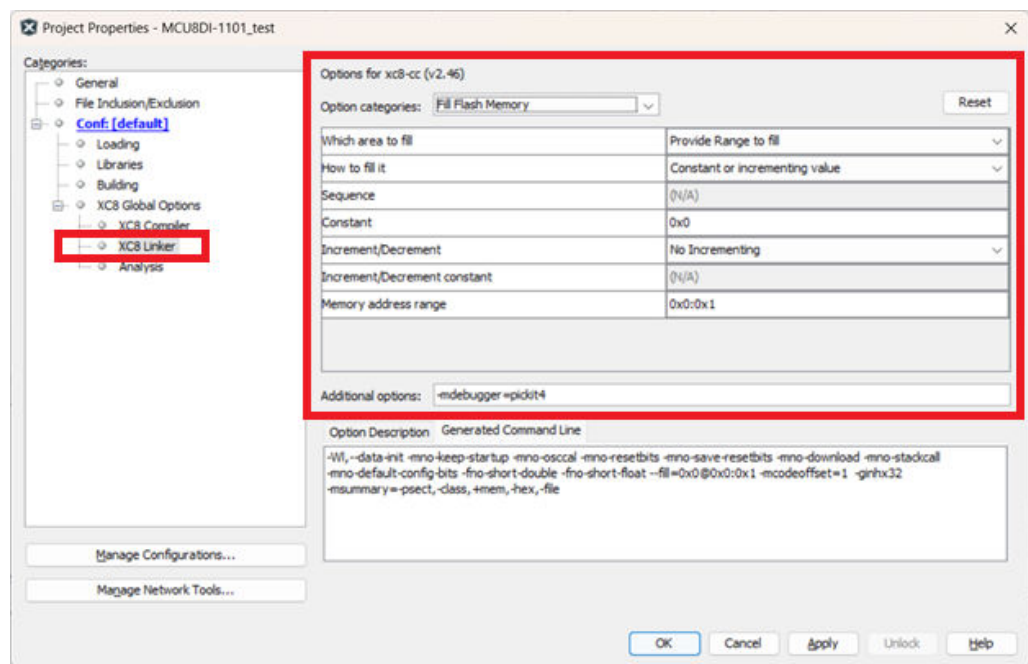 Project Properties - MCU8DI-1101_test
Categories:
General
File Inclusion/Exclusion
Conf: [default]
Loading
Libraries
Building
XC8 Global Options
XC8 Compiler
XC8 Linker
Analysis
Manage Configurations...
Manage Network Tools...
Options for xc8-cc (v2.46)
Option categories: Fill Flash Memory Reset
Which area to fill Provide Range to fill
How to fill it Constant or incrementing value
Sequence (N/A)
Constant 0x0
Increment/Decrement No Incrementing
Increment/Decrement constant (N/A)
Memory address range 0x0:0x1
Additional options: -mdebugger=pickit4
Option Description Generated Command Line
-Wl,--data-init -mno-keep-startup -mno-osccal -mno-resetbits -mno-save-resetbits -mno-download -mno-stackcall
-mno-default-config-bits -fno-short-double -fno-short-float --fill=0x0@0x0:0x1 -mcodeoffset=1 -ginhx32
-msummary=-psect,-class,+mem,-hex,-file
OK Cancel Apply Unlock Help